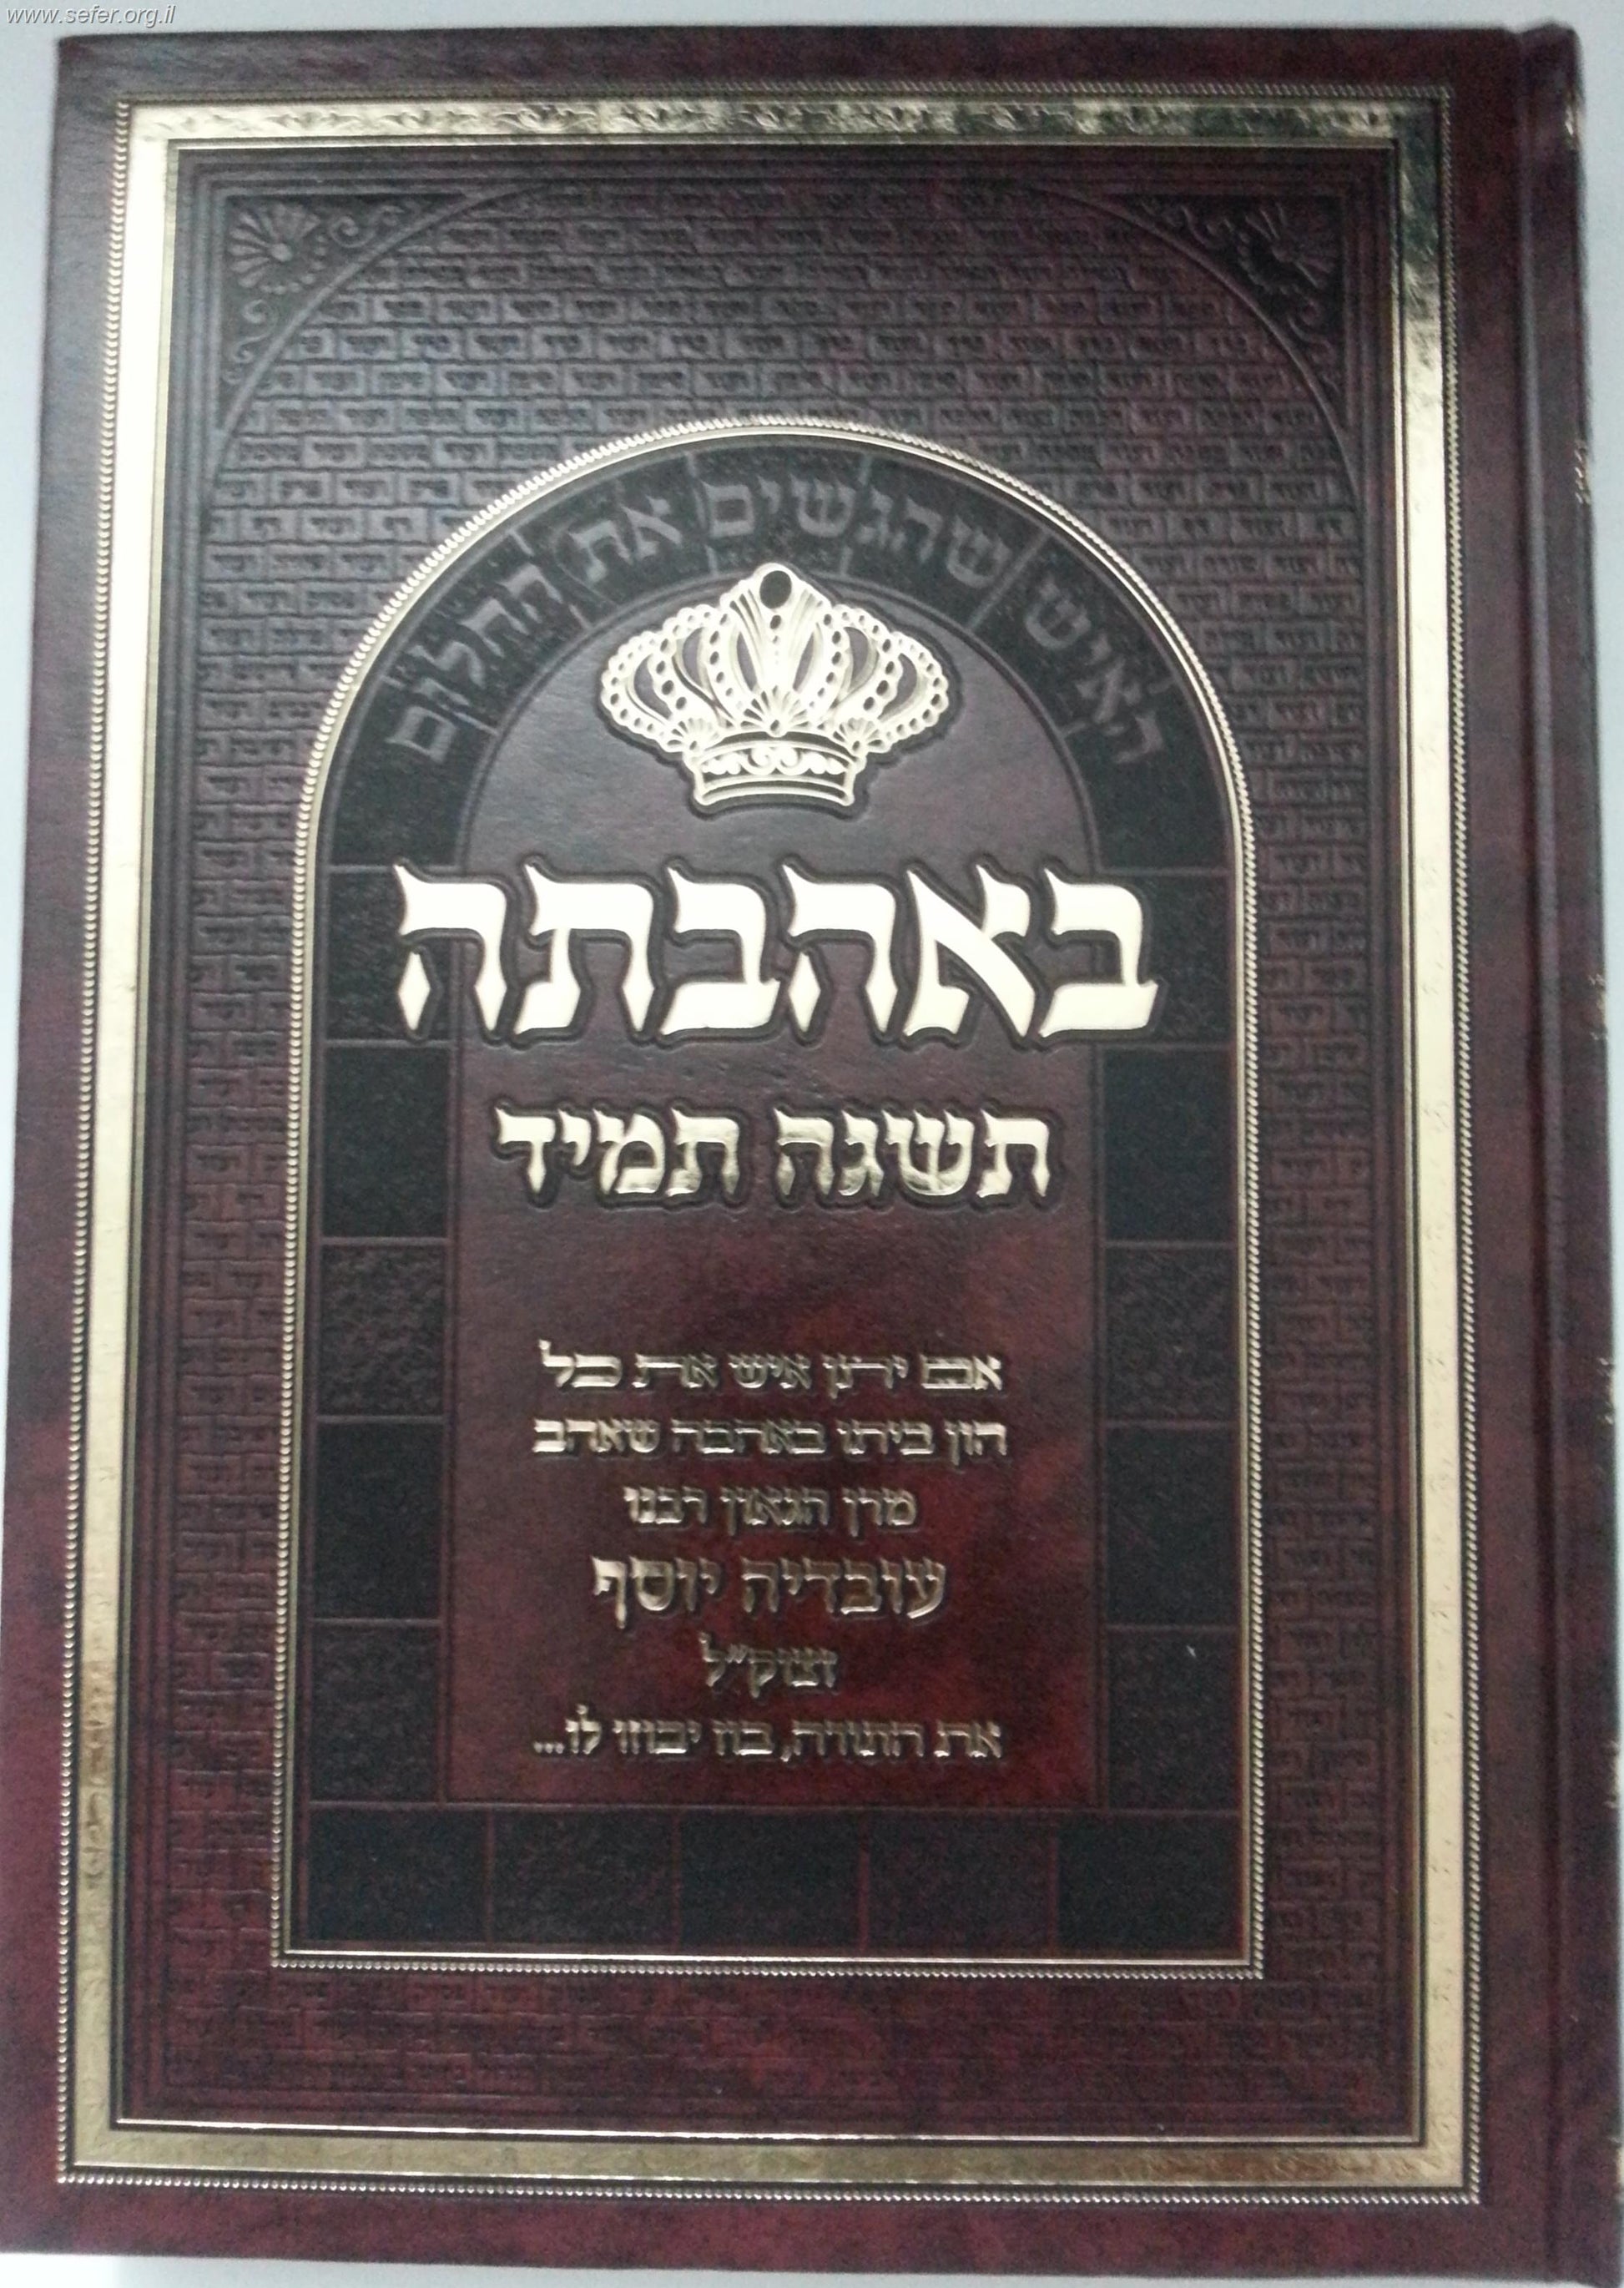 www.sefer.org.il
האיש שהגשים את החלום
באהבתה
תשגה תמיד
אם יתן איש את כל
הון ביתו באהבה שאהב
מרן הגאון רבנו
עובדיה יוסף
זצוק״ל
את התורה, בוז יבוזו לו...